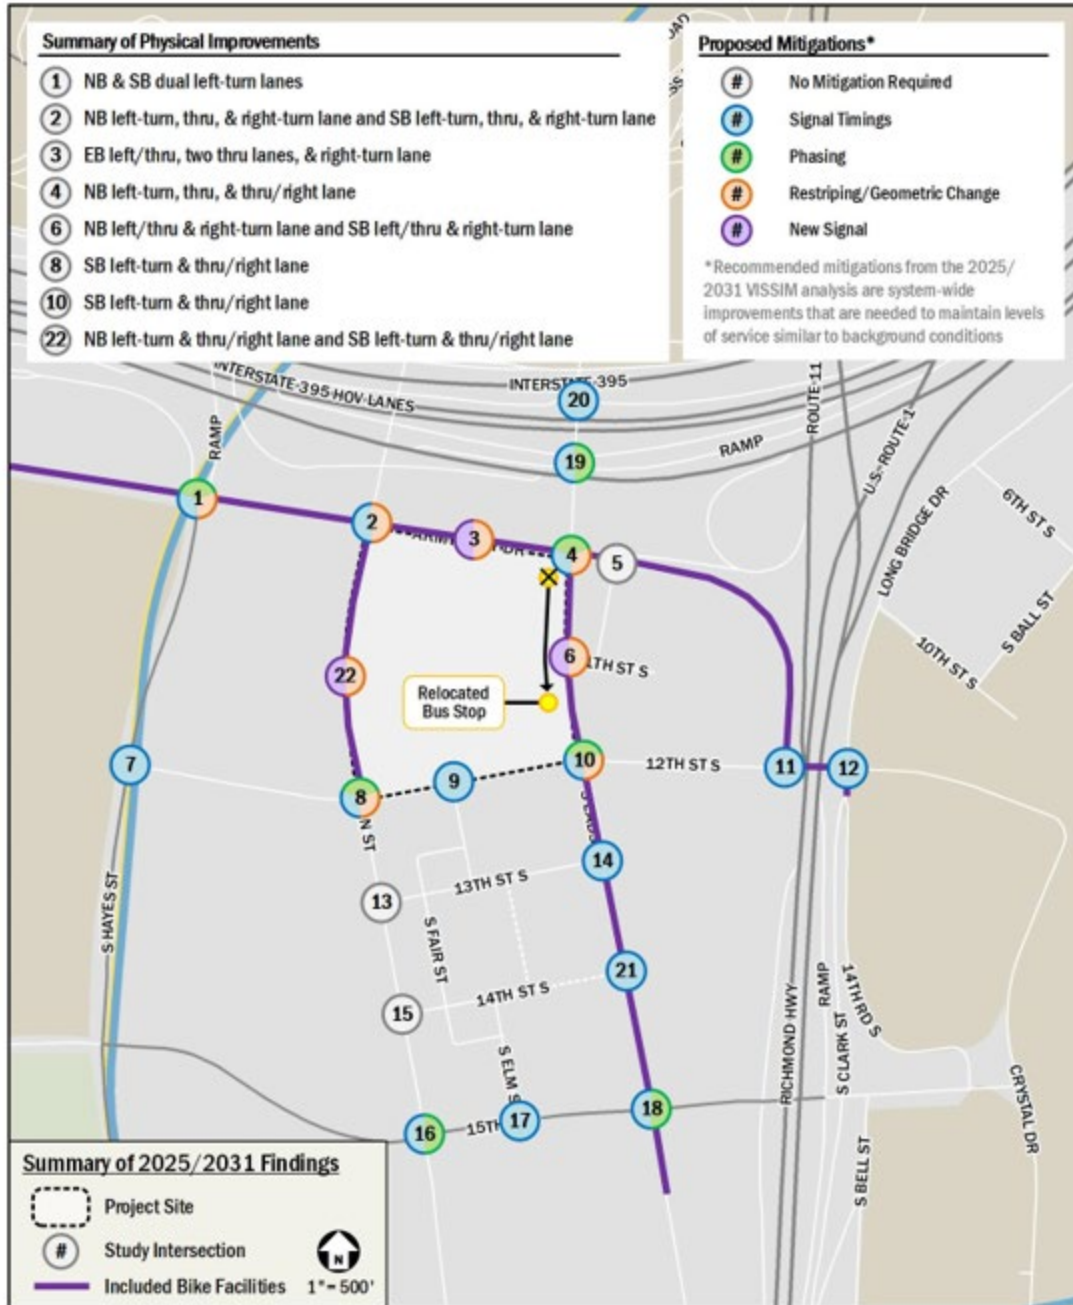 Summary of Physical Improvements
1 NB & SB dual left-turn lanes
2 NB left-turn, thru, & right-turn lane and SB left-turn, thru, & right-turn lane
3 EB left/thru, two thru lanes, & right-turn lane
4 NB left-turn, thru, & thru/right lane
6 NB left/thru & right-turn lane and SB left/thru & right-turn lane
8 SB left-turn & thru/right lane
10 SB left-turn & thru/right lane
22 NB left-turn & thru/right lane and SB left-turn & thru/right lane
Proposed Mitigations*
# No Mitigation Required
# Signal Timings
# Phasing
# Restriping/Geometric Change
# New Signal
*Recommended mitigations from the 2025/
2031 VISSIM analysis are system-wide
improvements that are needed to maintain levels
of service similar to background conditions
INTERSTATE-395 HOV LANES
INTERSTATE-395
20
RAMP
ROUTE-11
RAMP
U.S.-ROUTE-1
19
LONG BRIDGE DR
6TH ST S
1
2
3
DR
4
5
S BALL ST
10TH ST S
6
1TH ST S
22
Relocated
Bus Stop
7
8
9
10
12TH ST S
11
12
N ST
14
13TH ST S
13
S FAIR ST
S HAYES ST
21
14TH ST S
15
RICHMOND HWY
RAMP
S CLARK ST
14TH RD S
S ELM S
CRYSTAL DR
16
15TH
17
18
S BELL ST
Summary of 2025/2031 Findings
Project Site
# Study Intersection
Included Bike Facilities
N
1"= 500'